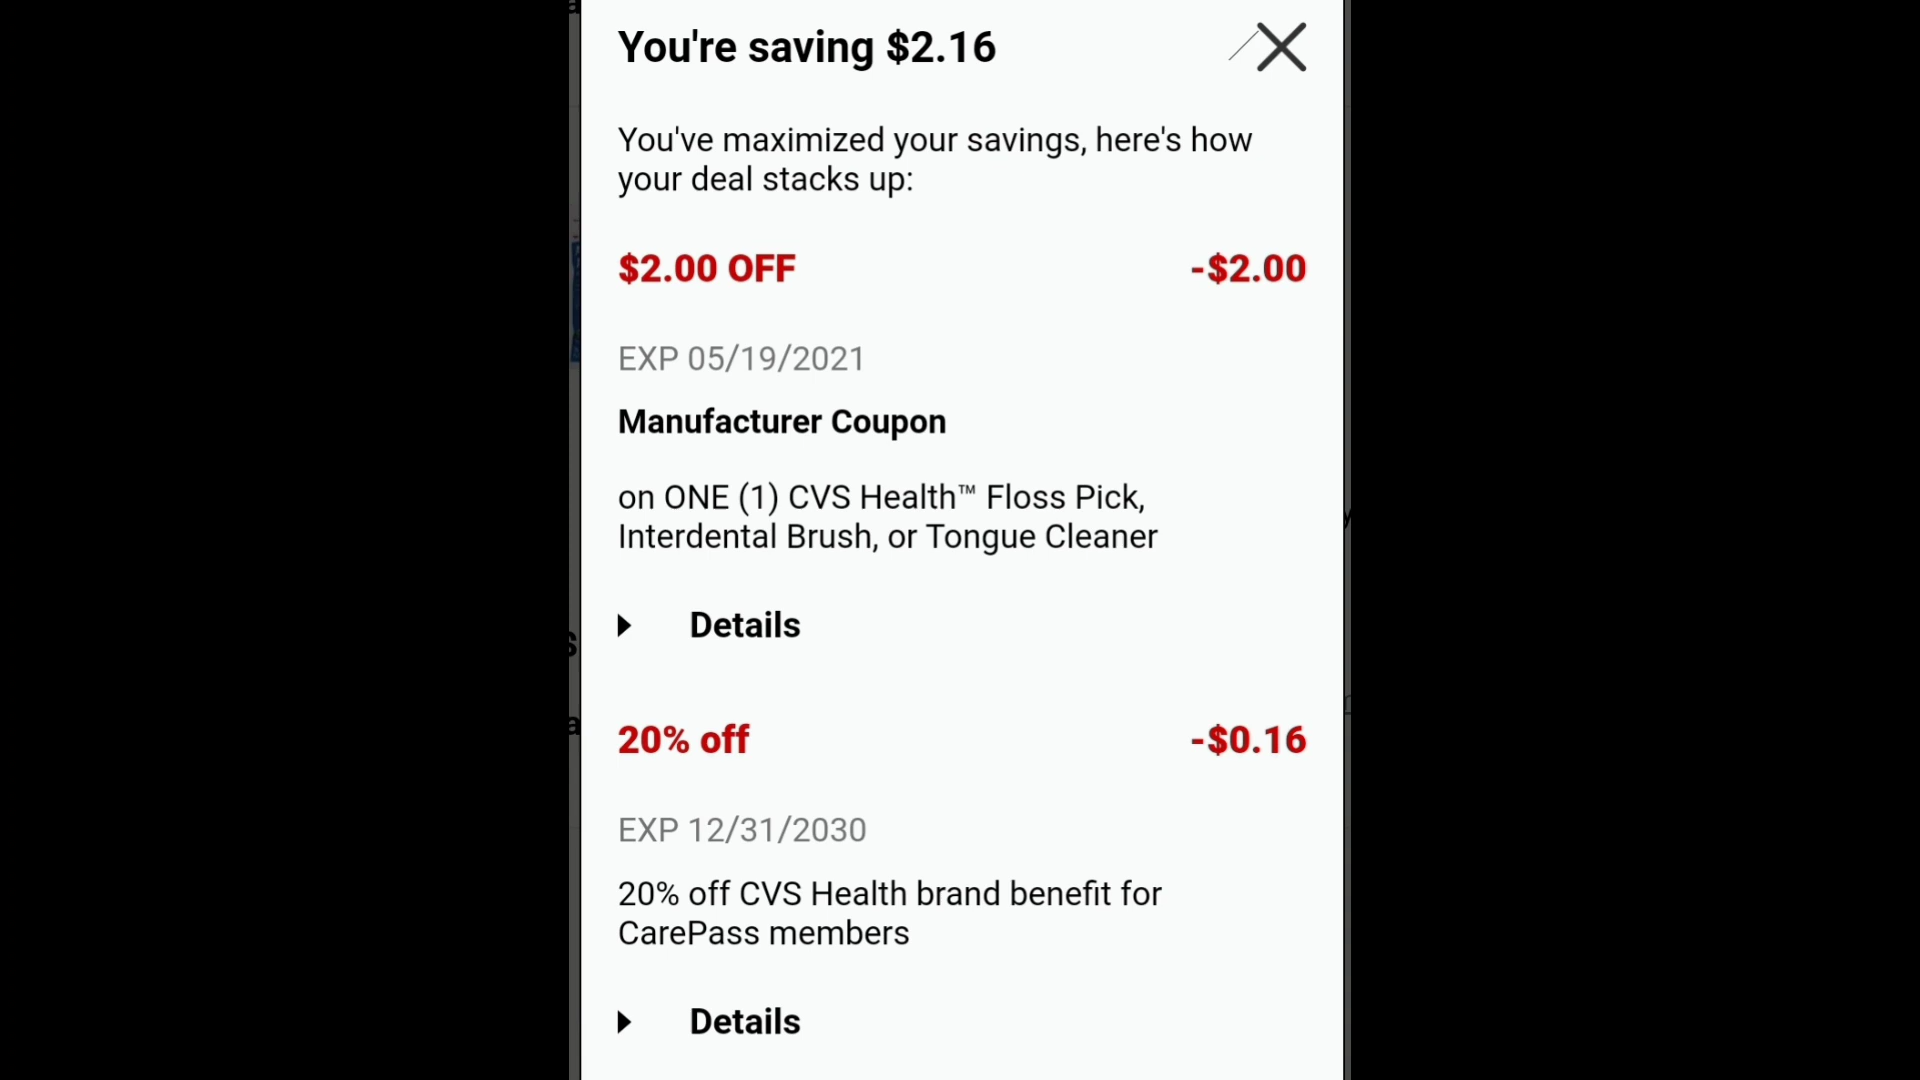 You're saving $2.16
You've maximized your savings, here's how
your deal stacks up:
$2.00 OFF -$2.00
EXP 05/19/2021
Manufacturer Coupon
on ONE (1) CVS Health™ Floss Pick,
Interdental Brush, or Tongue Cleaner
Details
20% off -$0.16
EXP 12/31/2030
20% off CVS Health brand benefit for
CarePass members
Details